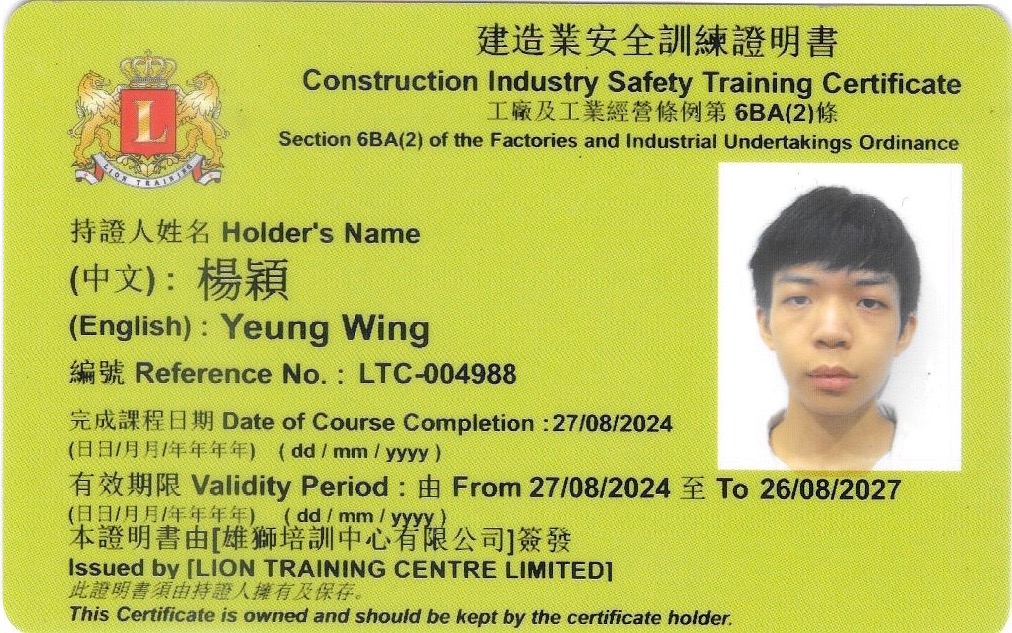 建造業安全訓練證明書
Construction Industry Safety Training Certificate
工廠及工業經營條例第 6BA(2)條
Section 6BA(2) of the Factories and Industrial Undertakings Ordinance
L
LION TRAINING
持證人姓名 Holder's Name
(中文) : 楊穎
(English) : Yeung Wing
編號 Reference No. : LTC-004988
完成課程日期 Date of Course Completion : 27/08/2024
(日日/月月/年年年年) ( dd / mm / yyyy )
有效期限 Validity Period : 由 From 27/08/2024 至 To 26/08/2027
(日日/月月/年年年年) ( dd / mm / yyyy )
本證明書由[雄獅培訓中心有限公司]簽發
Issued by [LION TRAINING CENTRE LIMITED]
此證明書須由持證人擁有及保存。
This Certificate is owned and should be kept by the certificate holder.